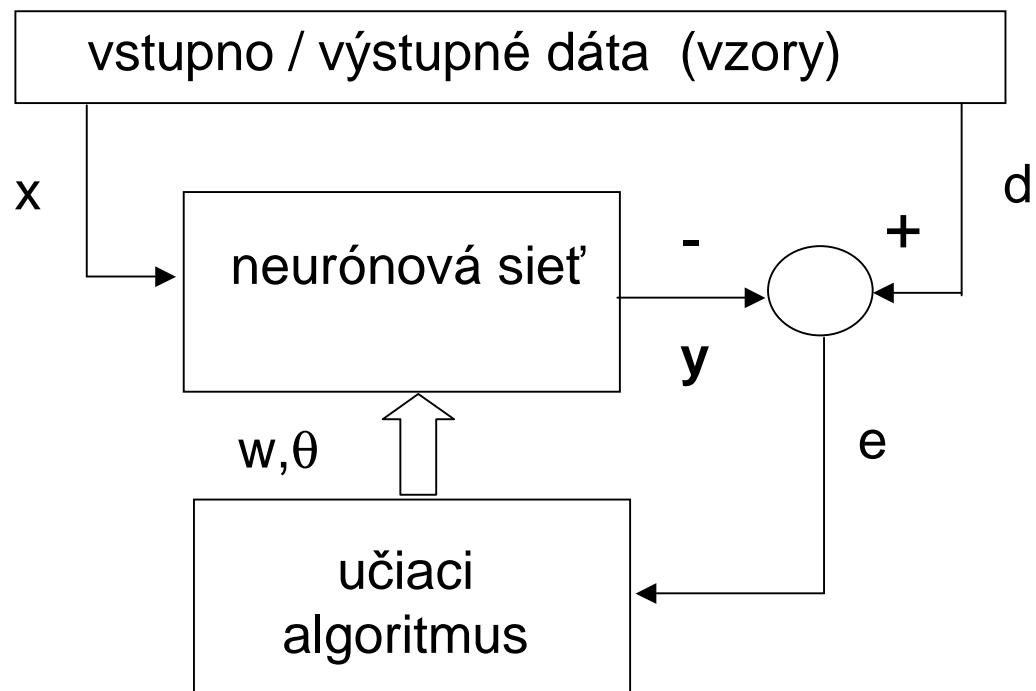 vstupno / výstupné dáta (vzory)
x
d
neurónová sieť
-
+
y
w,θ
e
učiaci
algoritmus